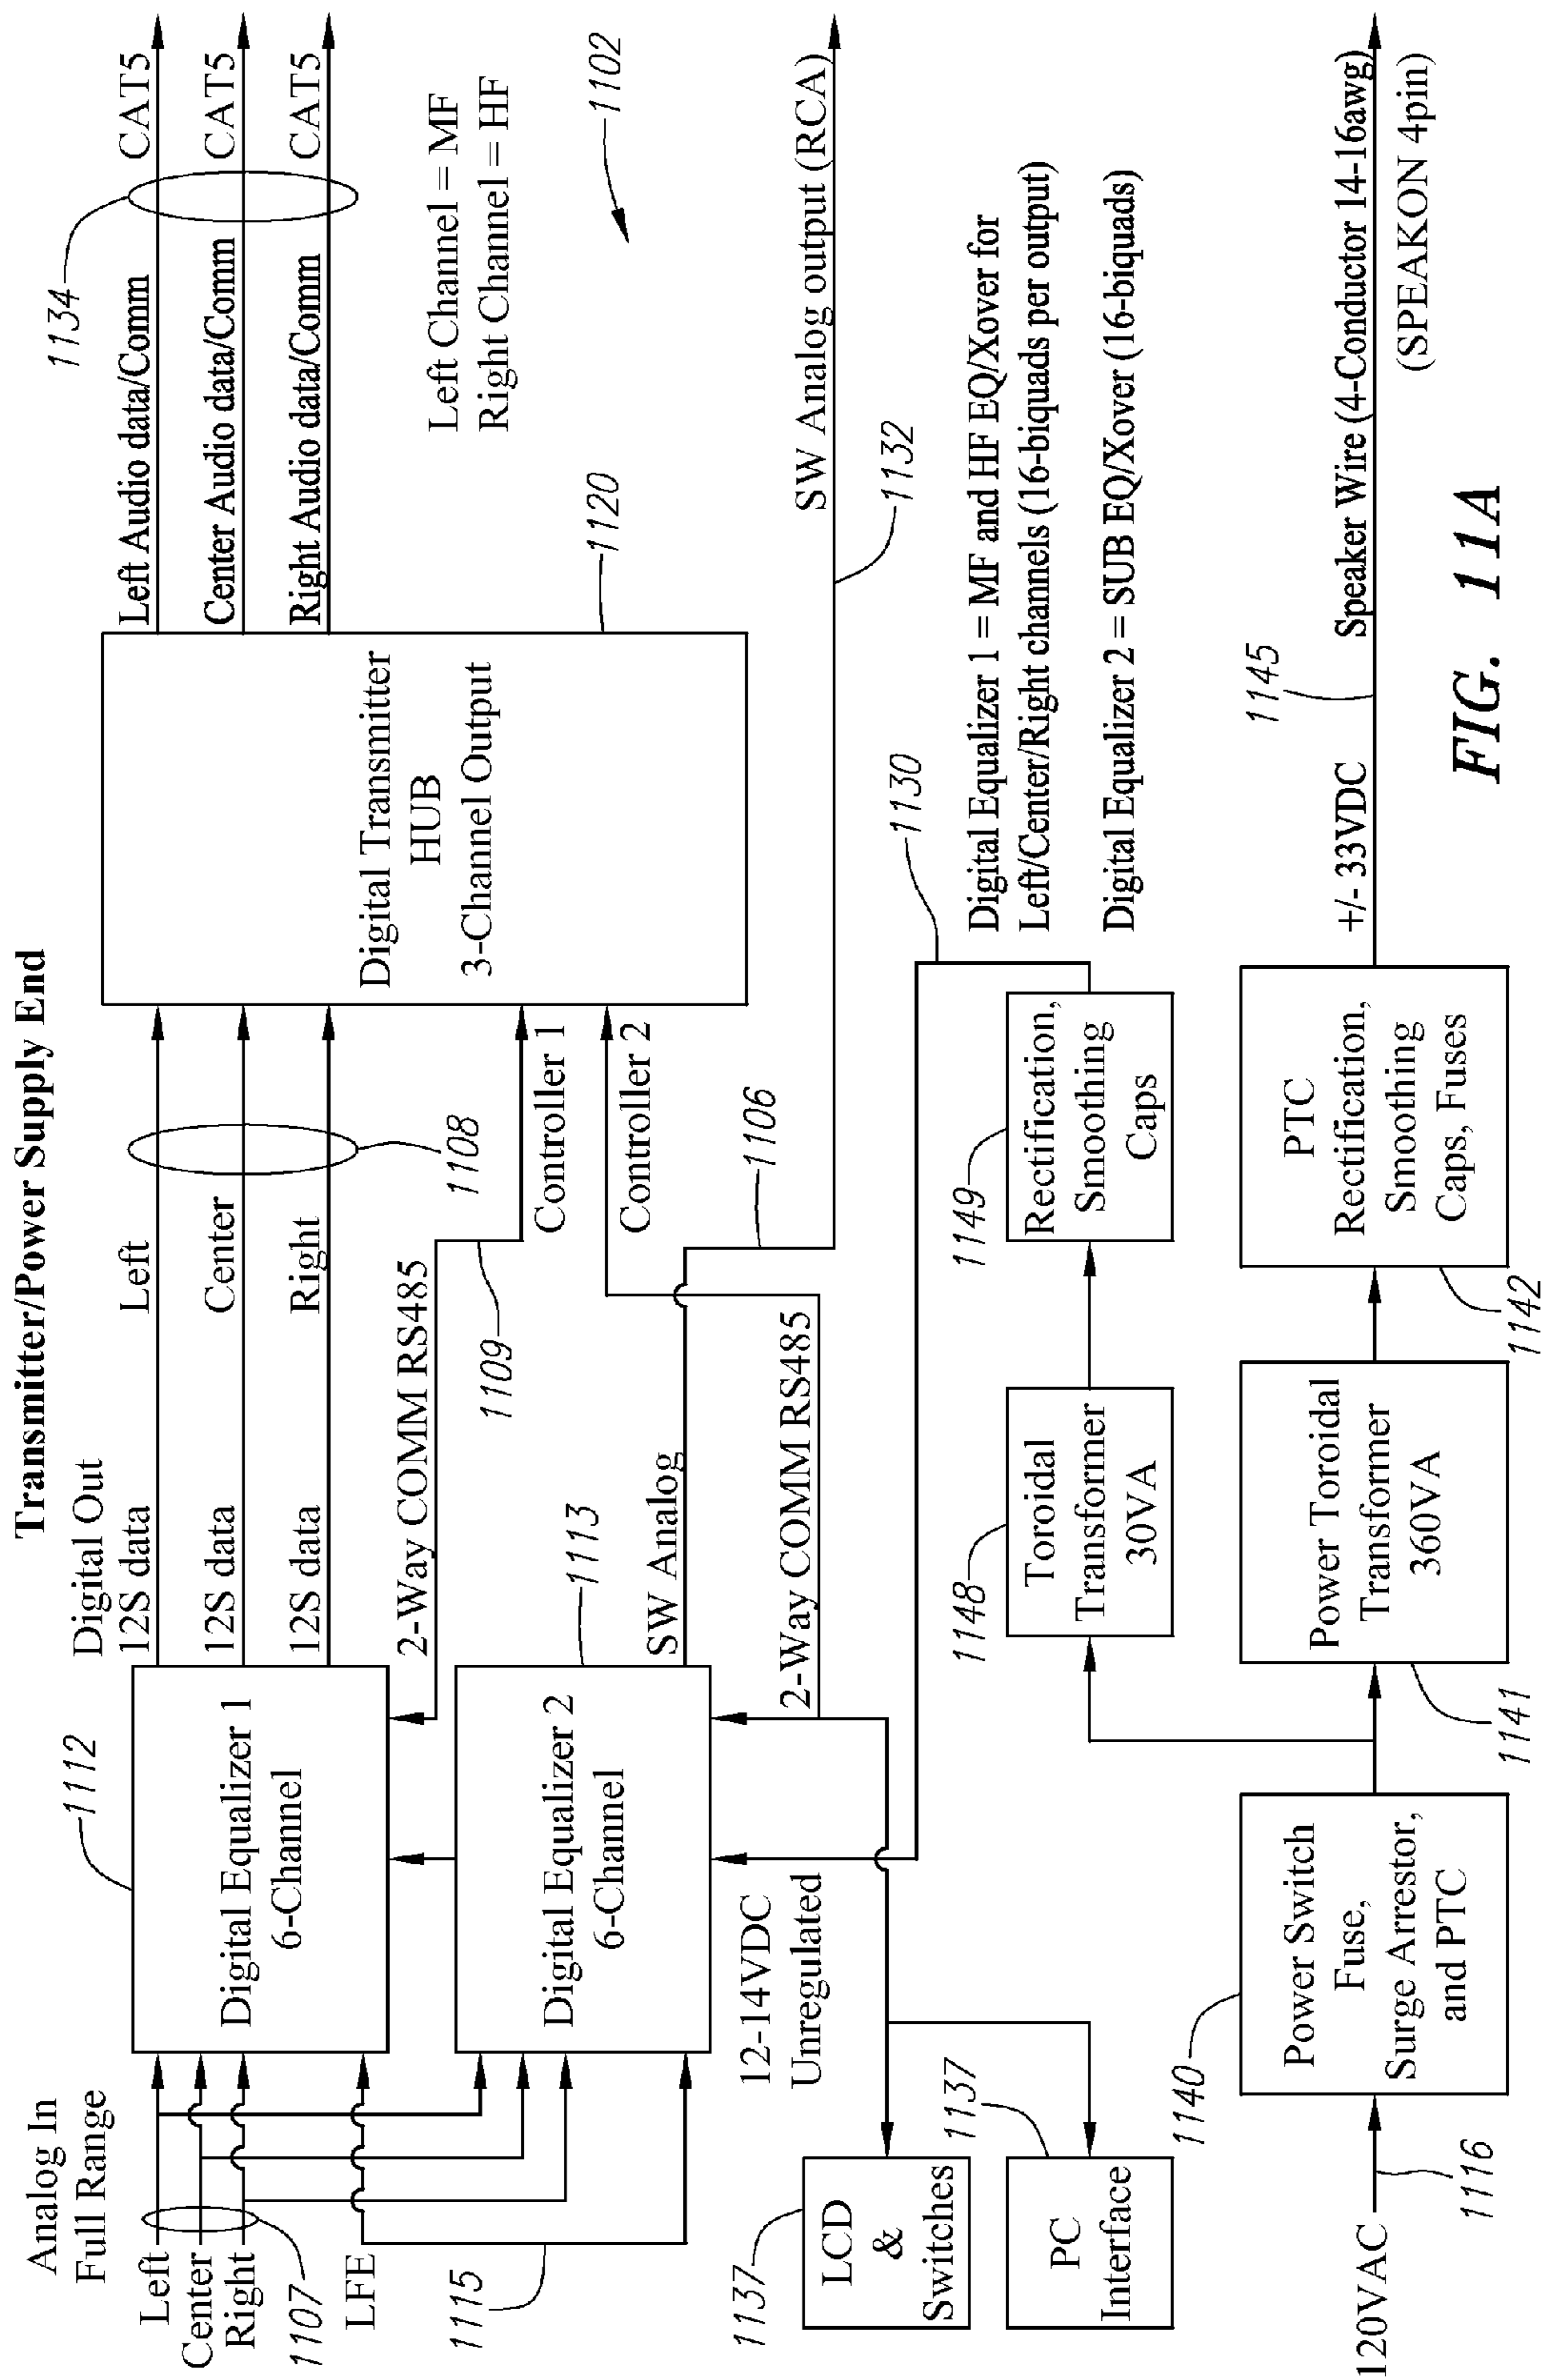 Transmitter/Power Supply End
Analog In
Full Range
Left
Center
Right
1107
LFE
1115
1112
Digital Equalizer 1
6-Channel
Digital Equalizer 2
6-Channel
1113
Digital Out
12S data
12S data
12S data
Left
Center
Right
1108
2-Way COMM RS485
1109
Controller 1
Controller 2
SW Analog
1106
2-Way COMM RS485
12-14VDC
Unregulated
Digital Transmitter
HUB
3-Channel Output
1120
Left Audio data/Comm
Center Audio data/Comm
Right Audio data/Comm
1134
CAT5
CAT5
CAT5
Left Channel = MF
Right Channel = HF
1102
SW Analog output (RCA)
1132
1137
LCD
&
Switches
1137
PC
Interface
1148
Toroidal
Transformer
30VA
1149
Rectification,
Smoothing
Caps
1130
Digital Equalizer 1 = MF and HF EQ/Xover for
Left/Center/Right channels (16-biquads per output)
Digital Equalizer 2 = SUB EQ/Xover (16-biquads)
120VAC
1116
1140
Power Switch
Fuse,
Surge Arrestor,
and PTC
1141
Power Toroidal
Transformer
360VA
1142
PTC
Rectification,
Smoothing
Caps, Fuses
+/- 33VDC
1145
Speaker Wire (4-Conductor 14-16awg)
(SPEAKON 4pin)
FIG. 11A